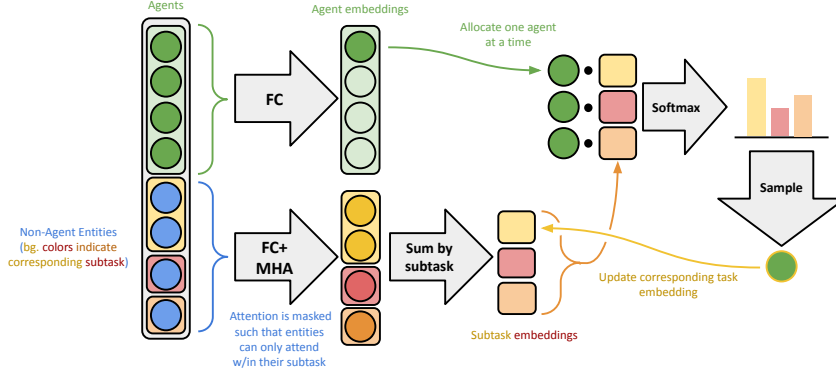 Agents
Agent embeddings
Allocate one agent
at a time
FC
Softmax
Sample
Non-Agent Entities
(bg. colors indicate
corresponding subtask)
FC+
MHA
Sum by
subtask
Update corresponding task
embedding
Attention is masked
such that entities
can only attend
w/in their subtask
Subtask embeddings